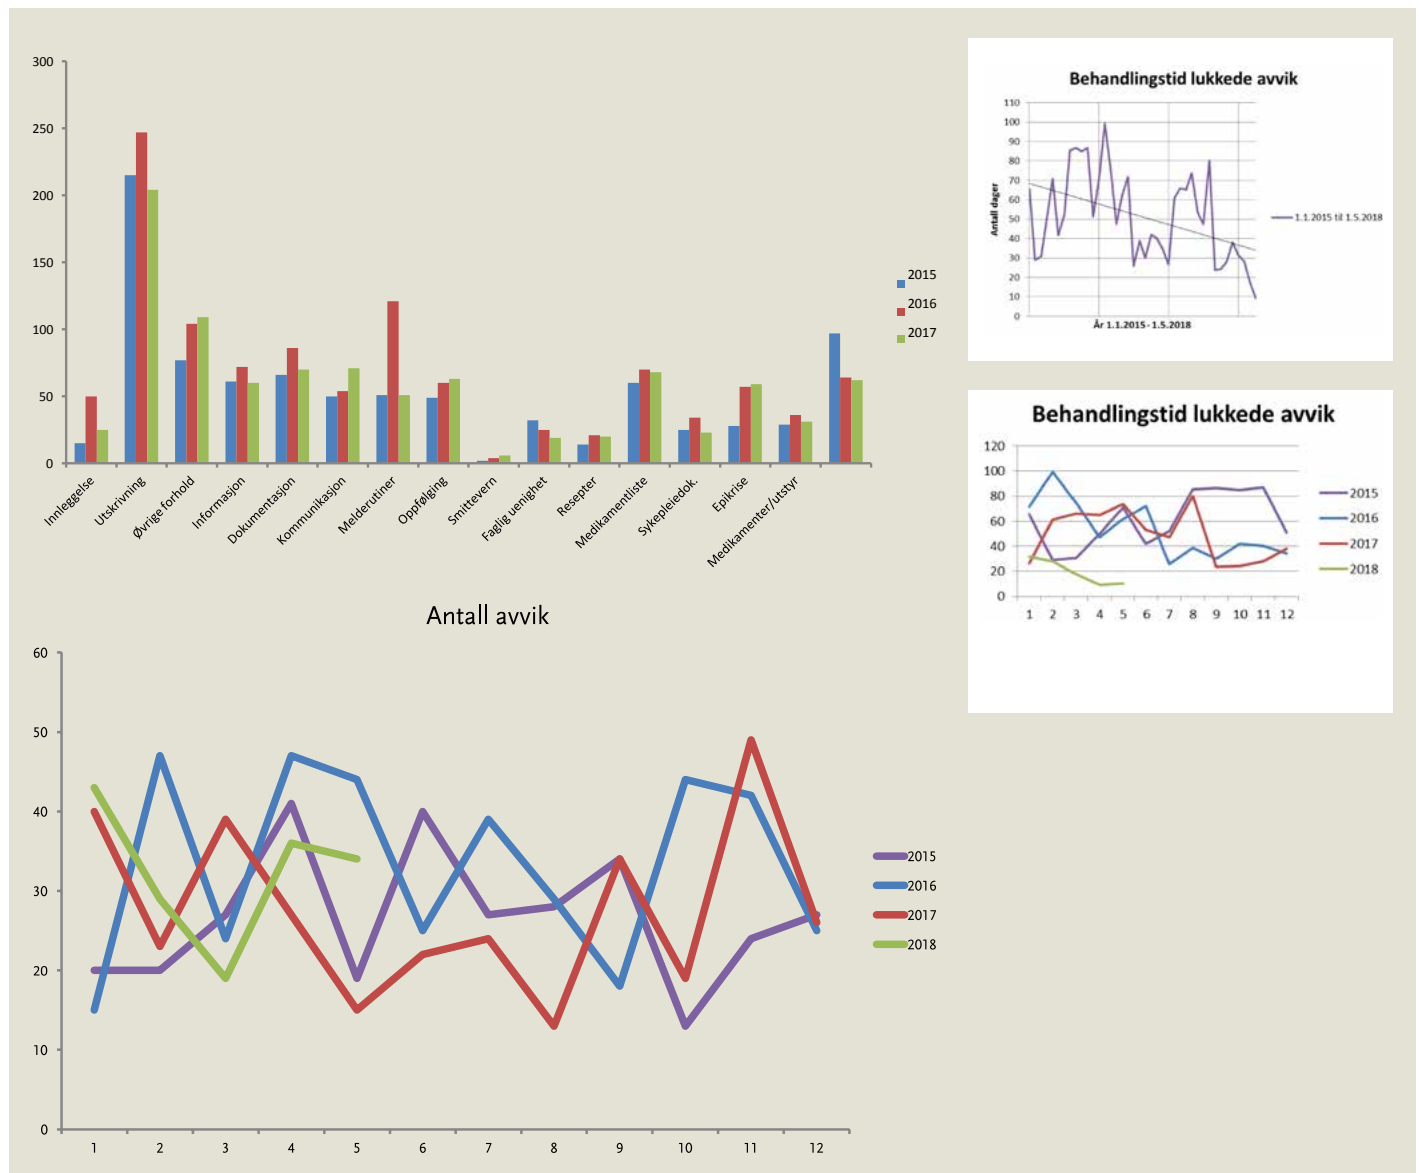 300
250
200
150
100
50
0
Innleggelse
Utskrivning
Øvrige forhold
Informasjon
Dokumentasjon
Kommunikasjon
Melderutiner
Oppfølging
Smittevern
Faglig uenighet
Resepter
Medikamentliste
Sykepleiedok.
Epikrise
Medikamenter/utstyr
2015
2016
2017
Behandlingstid lukkede avvik
110
100
90
80
70
60
50
40
30
20
10
0
Antall dager
År 1.1.2015 - 1.5.2018
1.1.2015 til 1.5.2018
Behandlingstid lukkede avvik
120
100
80
60
40
20
0
1 2 3 4 5 6 7 8 9 10 11 12
2015
2016
2017
2018
Antall avvik
60
50
40
30
20
10
0
1 2 3 4 5 6 7 8 9 10 11 12
2015
2016
2017
2018